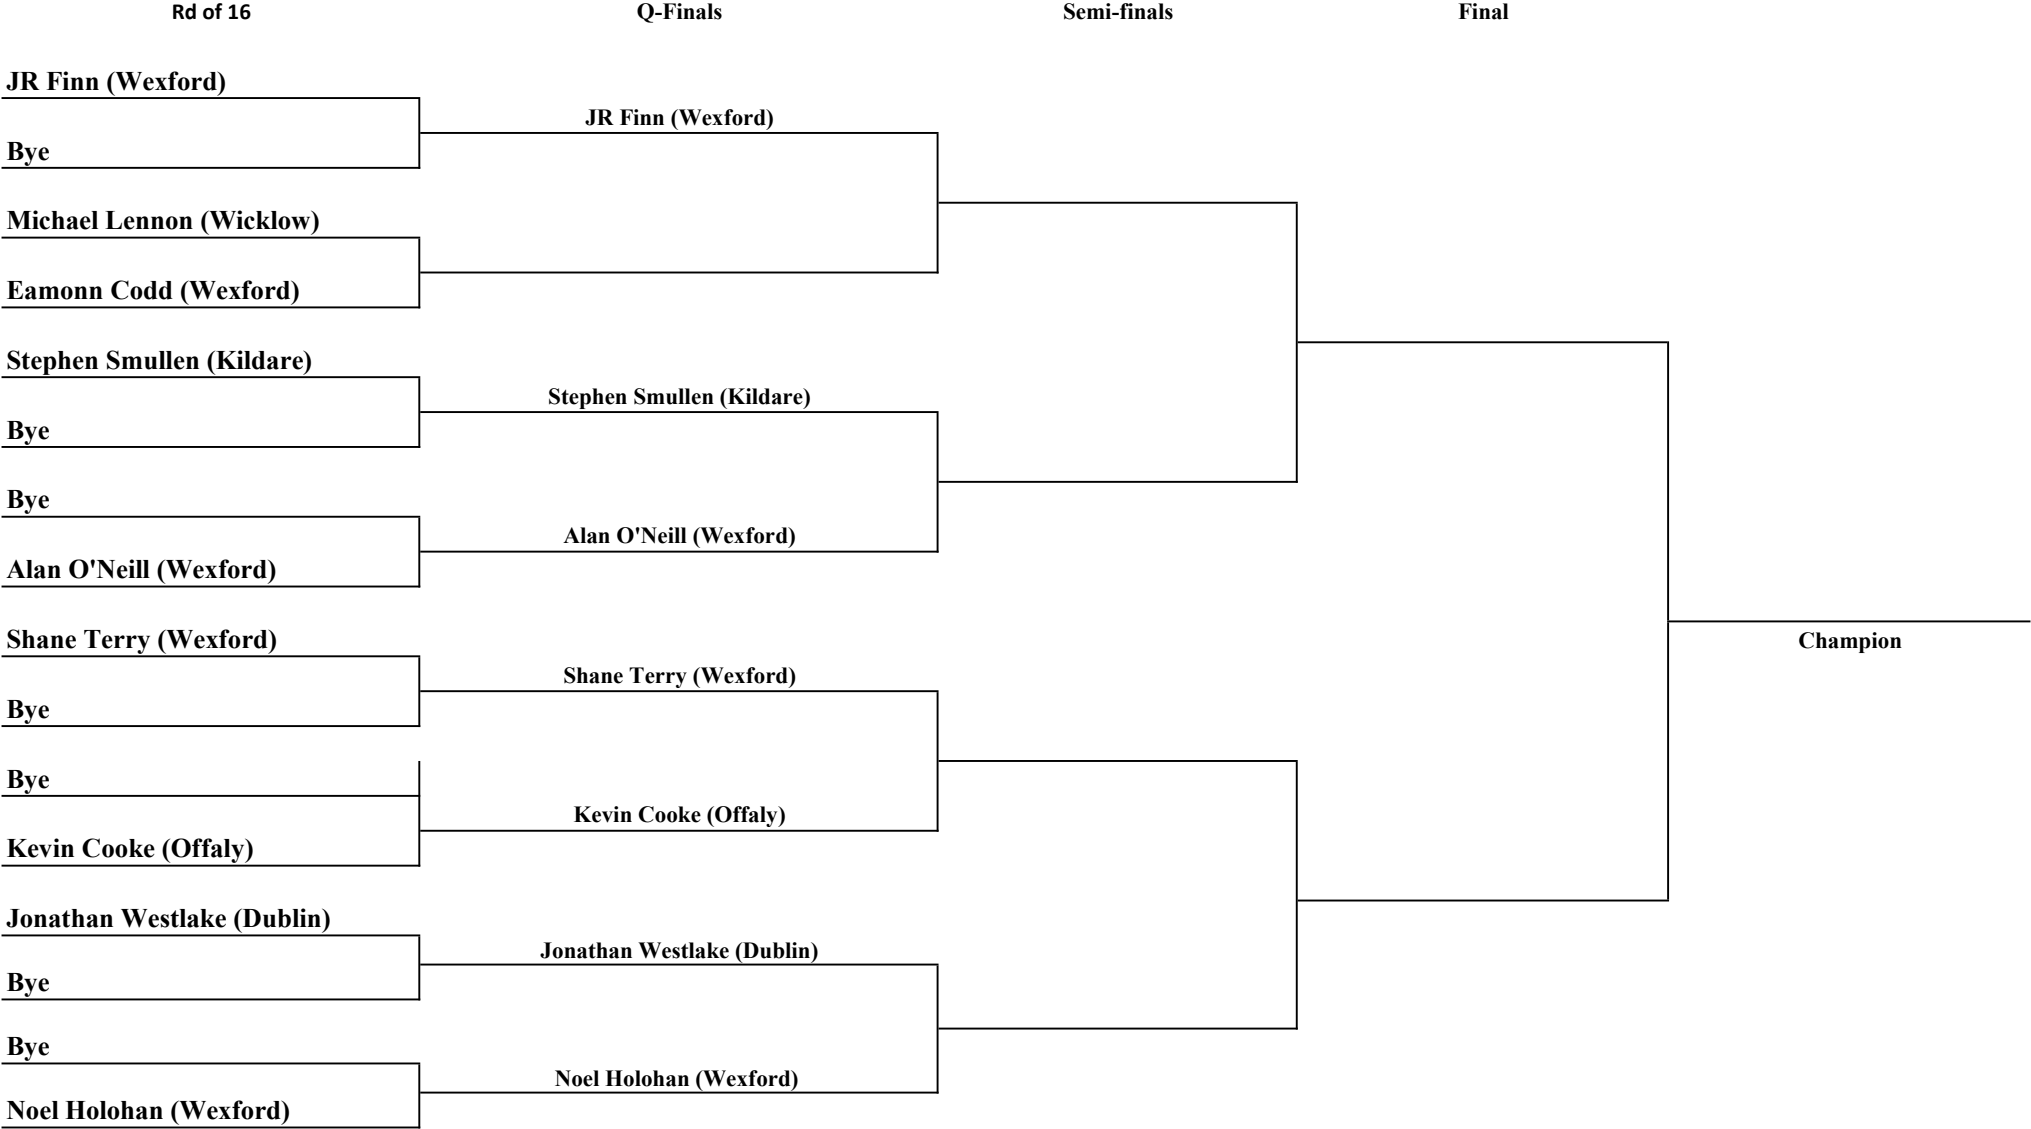 Rd of 16
Q-Finals
Semi-finals
Final
JR Finn (Wexford)
JR Finn (Wexford)
Bye
Michael Lennon (Wicklow)
Eamonn Codd (Wexford)
Stephen Smullen (Kildare)
Stephen Smullen (Kildare)
Bye
Bye
Alan O'Neill (Wexford)
Alan O'Neill (Wexford)
Shane Terry (Wexford)
Champion
Shane Terry (Wexford)
Bye
Bye
Kevin Cooke (Offaly)
Kevin Cooke (Offaly)
Jonathan Westlake (Dublin)
Jonathan Westlake (Dublin)
Bye
Bye
Noel Holohan (Wexford)
Noel Holohan (Wexford)